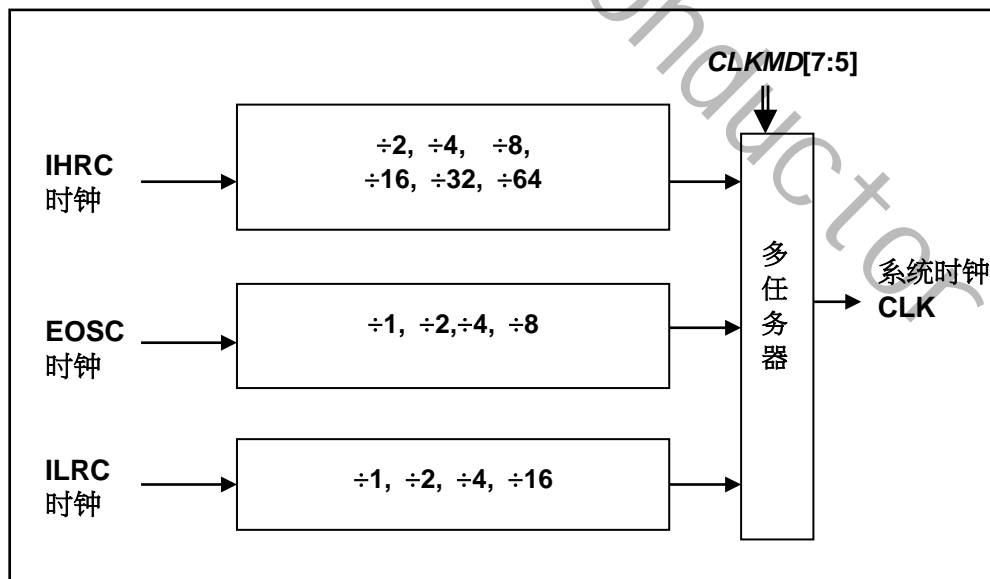 CLKMD[7:5]
IHRC
时钟
÷2, ÷4, ÷8,
÷16, ÷32, ÷64
EOSC
时钟
÷1, ÷2,÷4, ÷8
ILRC
时钟
÷1, ÷2, ÷4, ÷16
多
任
务
器
系统时钟
CLK
onductor